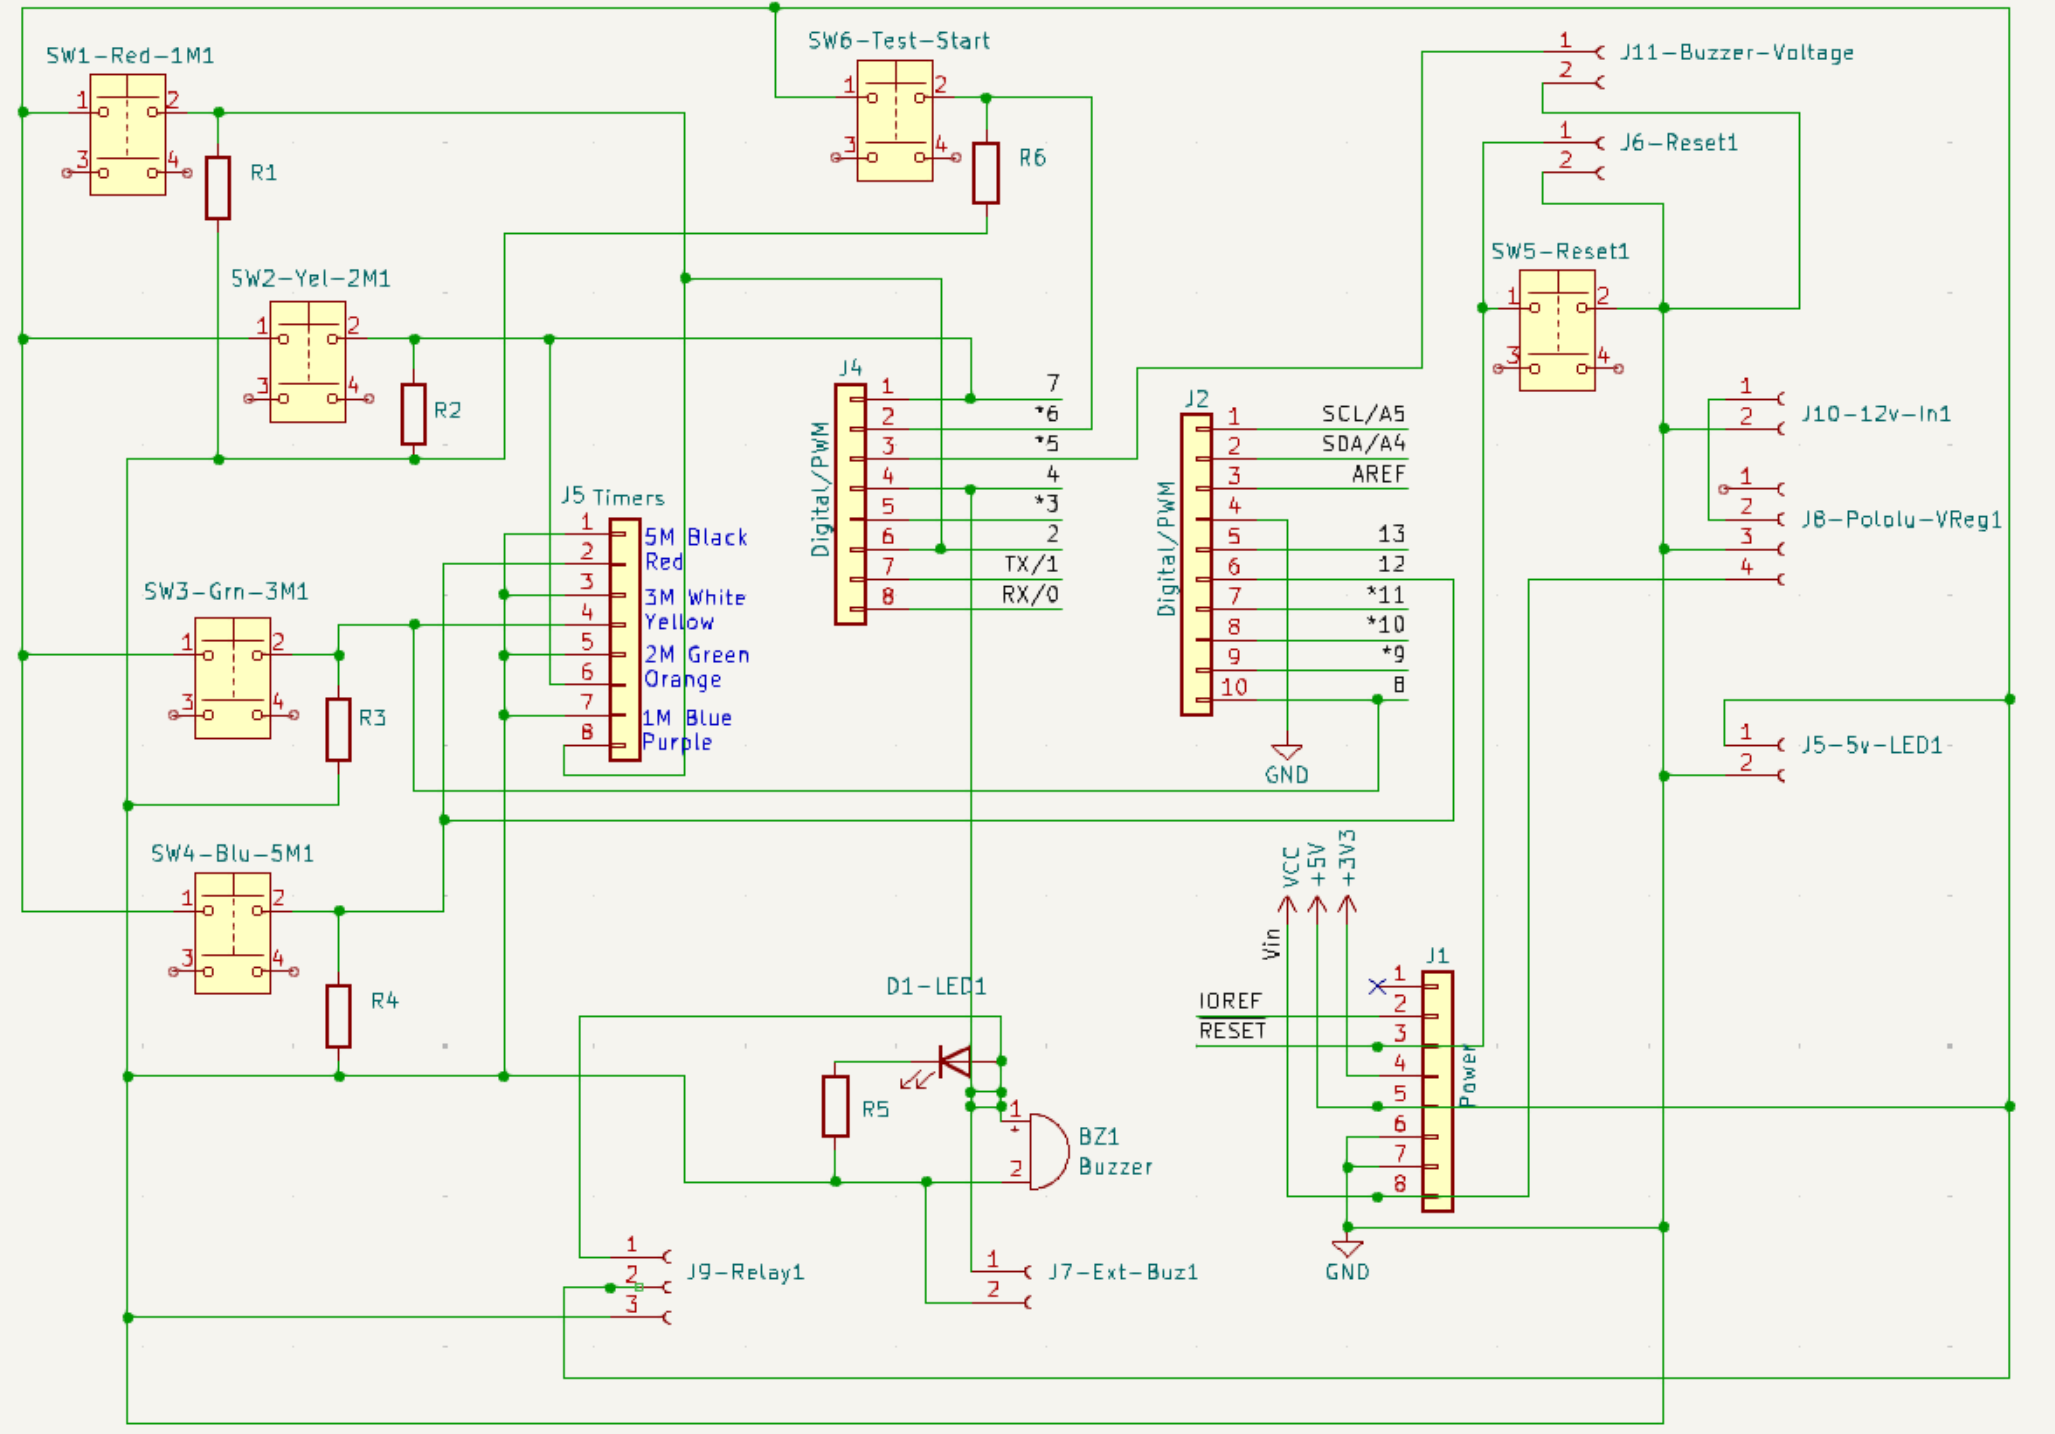 SW1-Red-1M1
1
2
3
4
R1
SW6-Test-Start
1
2
3
4
R6
1
2
J11-Buzzer-Voltage
1
2
J6-Reset1
SW5-Reset1
1
2
3
4
SW2-Yel-2M1
1
2
3
4
R2
J4
Digital/PWM
1
7
2
*6
3
*5
4
4
5
*3
6
2
7
TX/1
8
RX/0
J2
Digital/PWM
1
SCL/A5
2
SDA/A4
3
AREF
4
5
13
6
12
7
*11
8
*10
9
*9
10
8
GND
1
2
J10-12v-In1
1
2
3
4
J8-Pololu-VReg1
1
2
J5-5v-LED1
J5 Timers
1
5M Black
2
Red
3
3M White
4
Yellow
5
2M Green
6
Orange
7
1M Blue
8
Purple
SW3-Grn-3M1
1
2
3
4
R3
SW4-Blu-5M1
1
2
3
4
R4
D1-LED1
R5
1
+
2
BZ1
Buzzer
VCC
+5V
+3V3
Vin
J1
Power
1
2
IOREF
3
RESET
4
5
6
7
8
GND
1
2
3
J9-Relay1
1
2
J7-Ext-Buz1